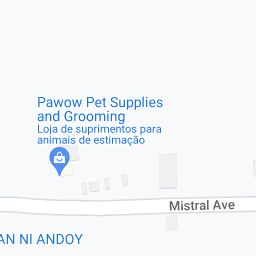 Pawow Pet Supplies
and Grooming
Loja de suprimentos para
animais de estimação
Mistral Ave
AN NI ANDOY